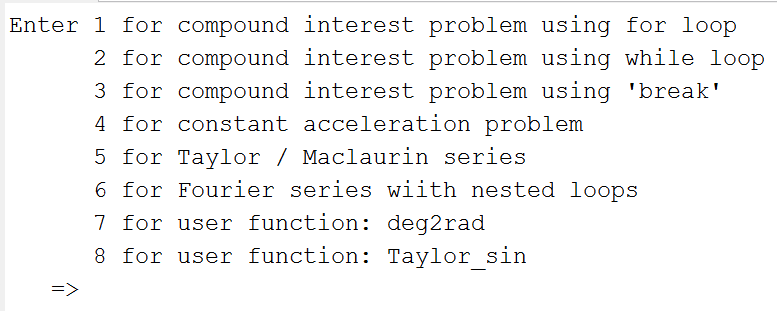 Enter 1 for compound interest problem using for loop
2 for compound interest problem using while loop
3 for compound interest problem using 'break'
4 for constant acceleration problem
5 for Taylor / Maclaurin series
6 for Fourier series wiith nested loops
7 for user function: deg2rad
8 for user function: Taylor_sin
=>